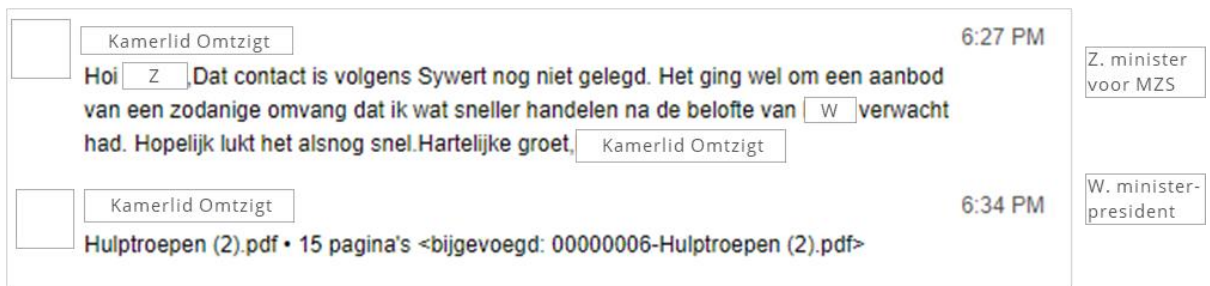 Kamerlid Omtzigt 6:27 PM
Hoi Z ,Dat contact is volgens Sywert nog niet gelegd. Het ging wel om een aanbod
van een zodanige omvang dat ik wat sneller handelen na de belofte van W verwacht
had. Hopelijk lukt het alsnog snel.Hartelijke groet, Kamerlid Omtzigt
Z. minister
voor MZS
Kamerlid Omtzigt 6:34 PM
Hulptroepen (2).pdf • 15 pagina's <bijgevoegd: 00000006-Hulptroepen (2).pdf>
W. minister-
president